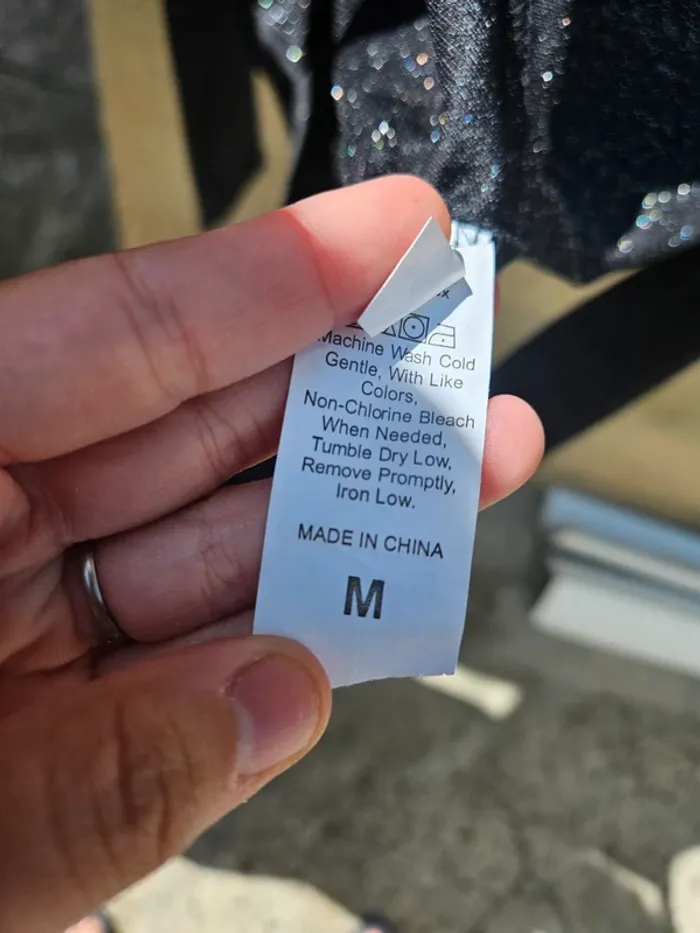 Machine Wash Cold
Gentle, With Like
Colors,
Non-Chlorine Bleach
When Needed,
Tumble Dry Low,
Remove Promptly,
Iron Low.
MADE IN CHINA
M